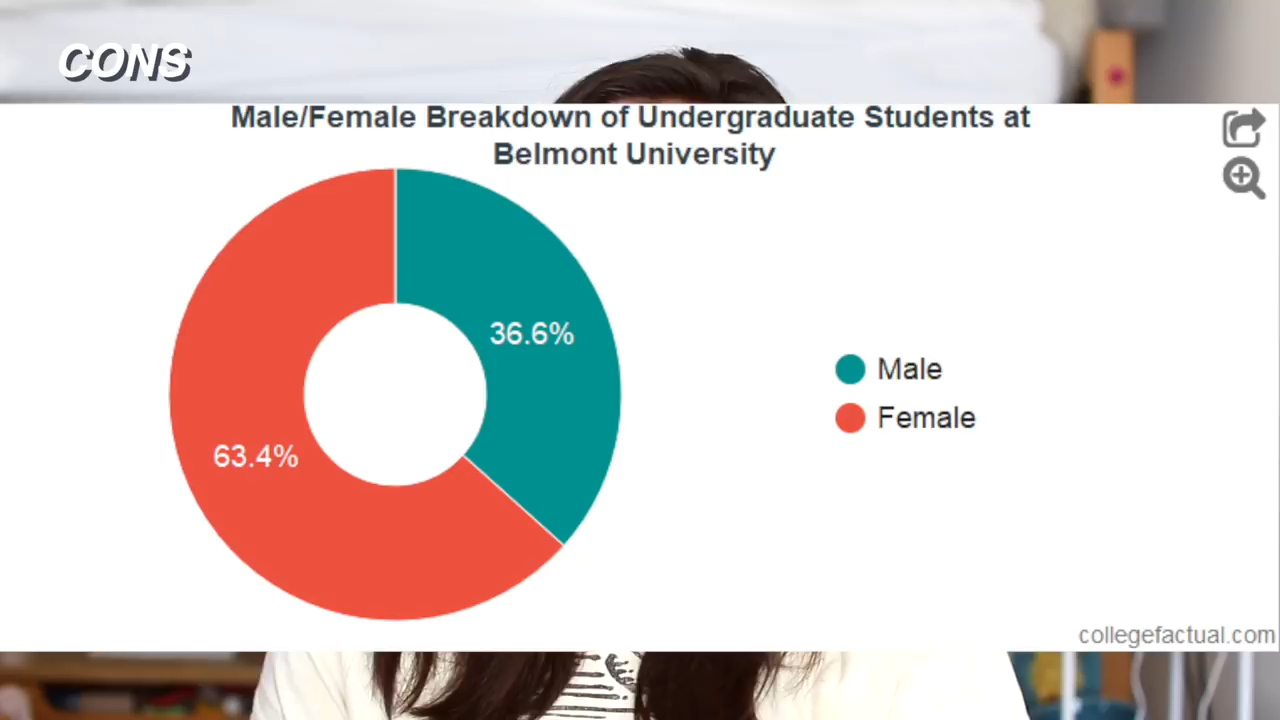 CONS
Male/Female Breakdown of Undergraduate Students at
Belmont University
36.6%
63.4%
Male
Female
collegefactual.com